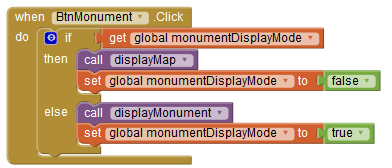 when BtnMonument .Click
do if get global monumentDisplayMode
then call displayMap
set global monumentDisplayMode to false
else call displayMonument
set global monumentDisplayMode to true